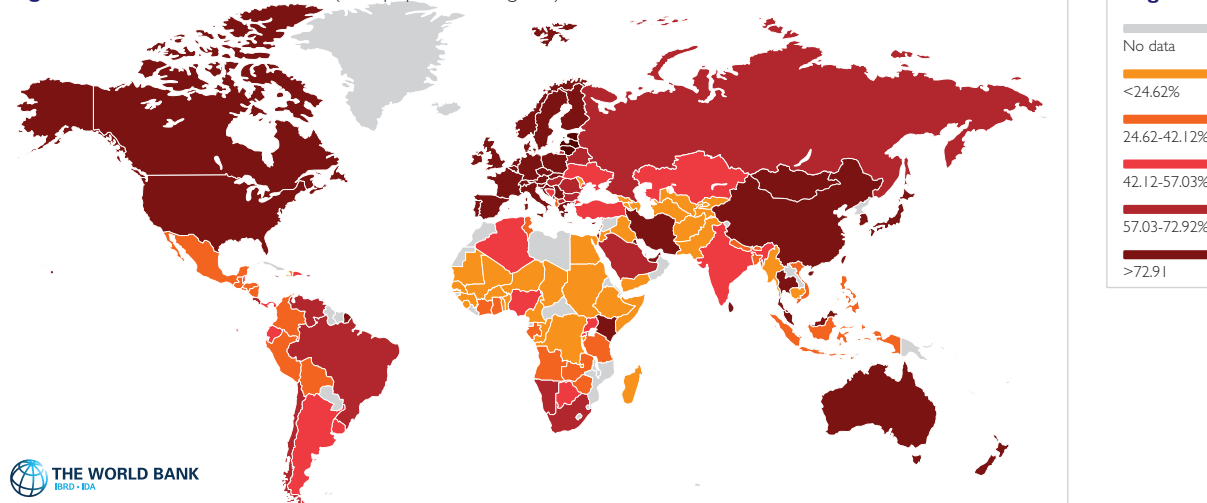 No data
<24.62%
24.62-42.12%
42.12-57.03%
57.03-72.92%
>72.91
THE WORLD BANK
IBRD • IDA